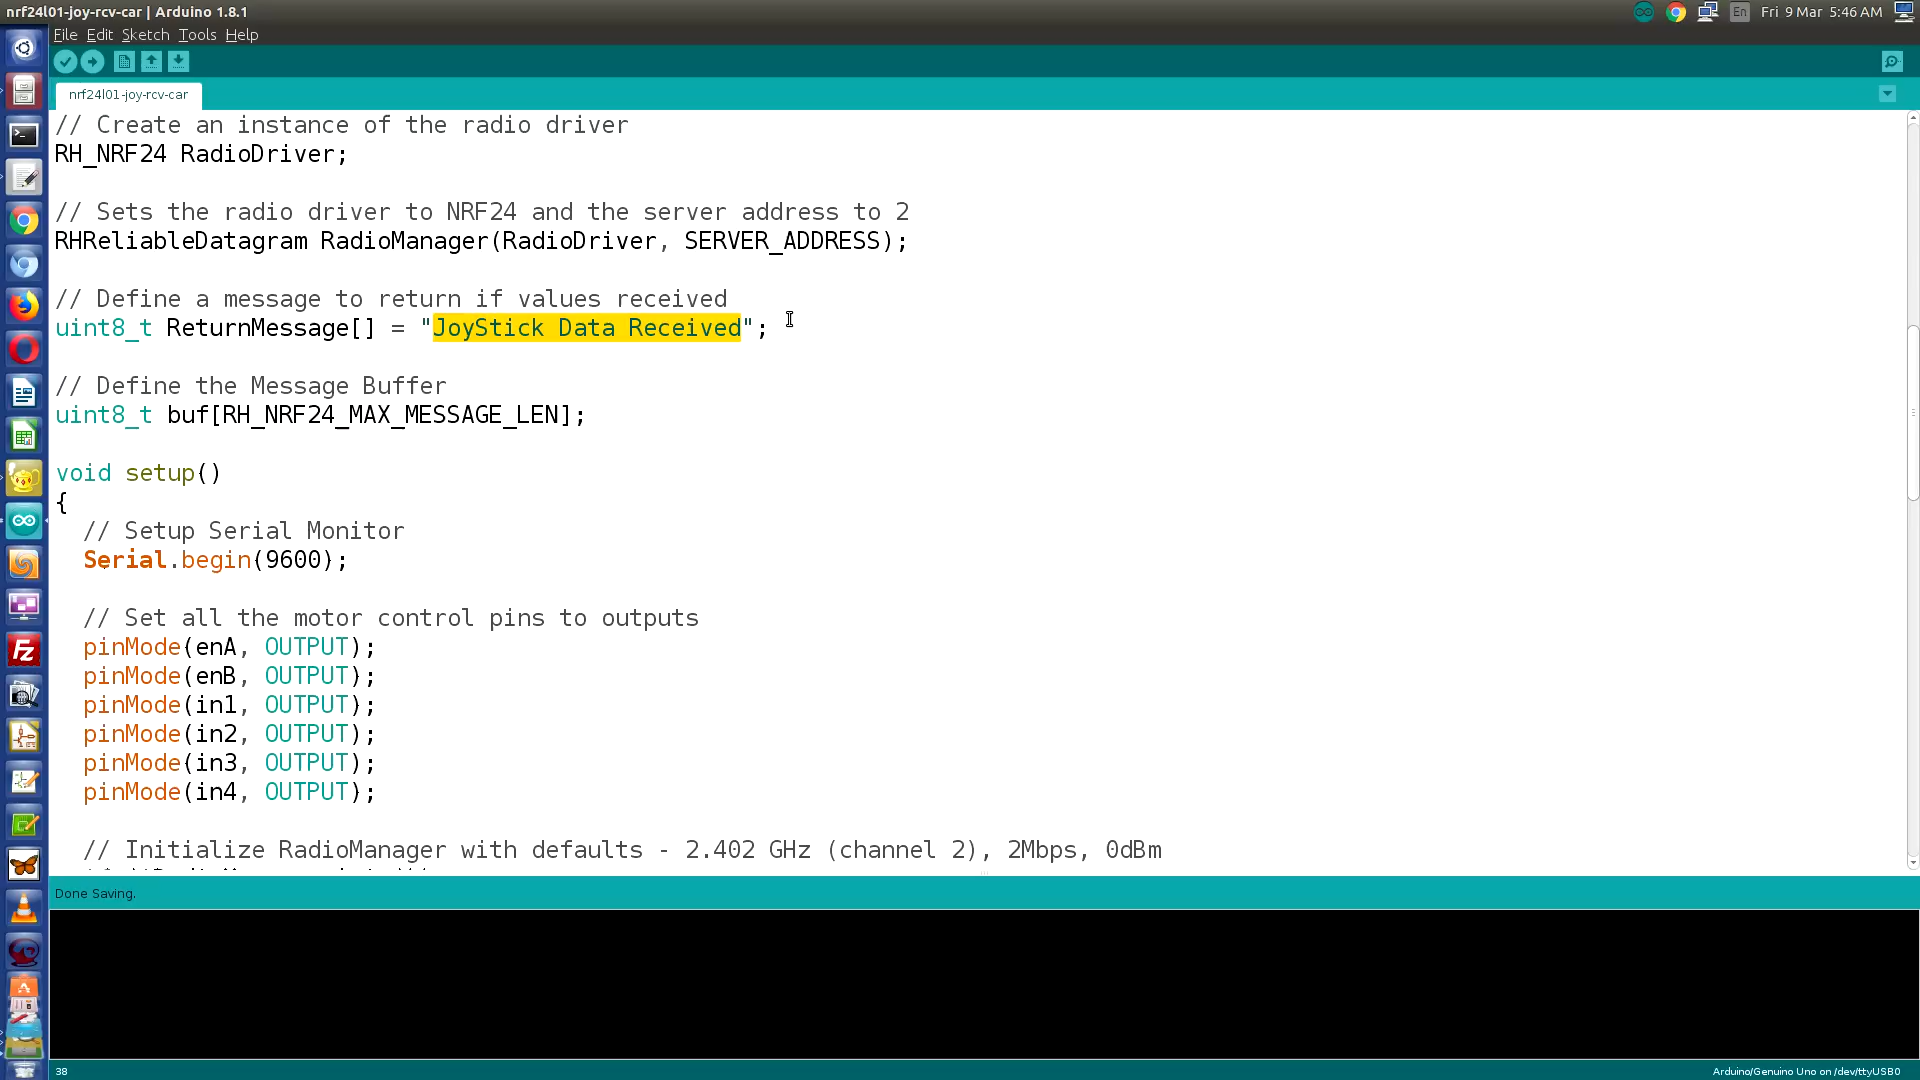 nrf24l01-joy-rcv-car | Arduino 1.8.1
En Fri 9 Mar 5:46 AM
File Edit Sketch Tools Help
nrf24l01-joy-rcv-car
// Create an instance of the radio driver
RH_NRF24 RadioDriver;
// Sets the radio driver to NRF24 and the server address to 2
RHReliableDatagram RadioManager(RadioDriver, SERVER_ADDRESS);
// Define a message to return if values received
uint8_t ReturnMessage[] = "JoyStick Data Received";
// Define the Message Buffer
uint8_t buf[RH_NRF24_MAX_MESSAGE_LEN];
void setup()
{
// Setup Serial Monitor
Serial.begin(9600);
// Set all the motor control pins to outputs
pinMode(enA, OUTPUT);
pinMode(enB, OUTPUT);
pinMode(in1, OUTPUT);
pinMode(in2, OUTPUT);
pinMode(in3, OUTPUT);
pinMode(in4, OUTPUT);
// Initialize RadioManager with defaults - 2.402 GHz (channel 2), 2Mbps, 0dBm
Done Saving.
38
Arduino/Genuino Uno on /dev/ttyUSB0